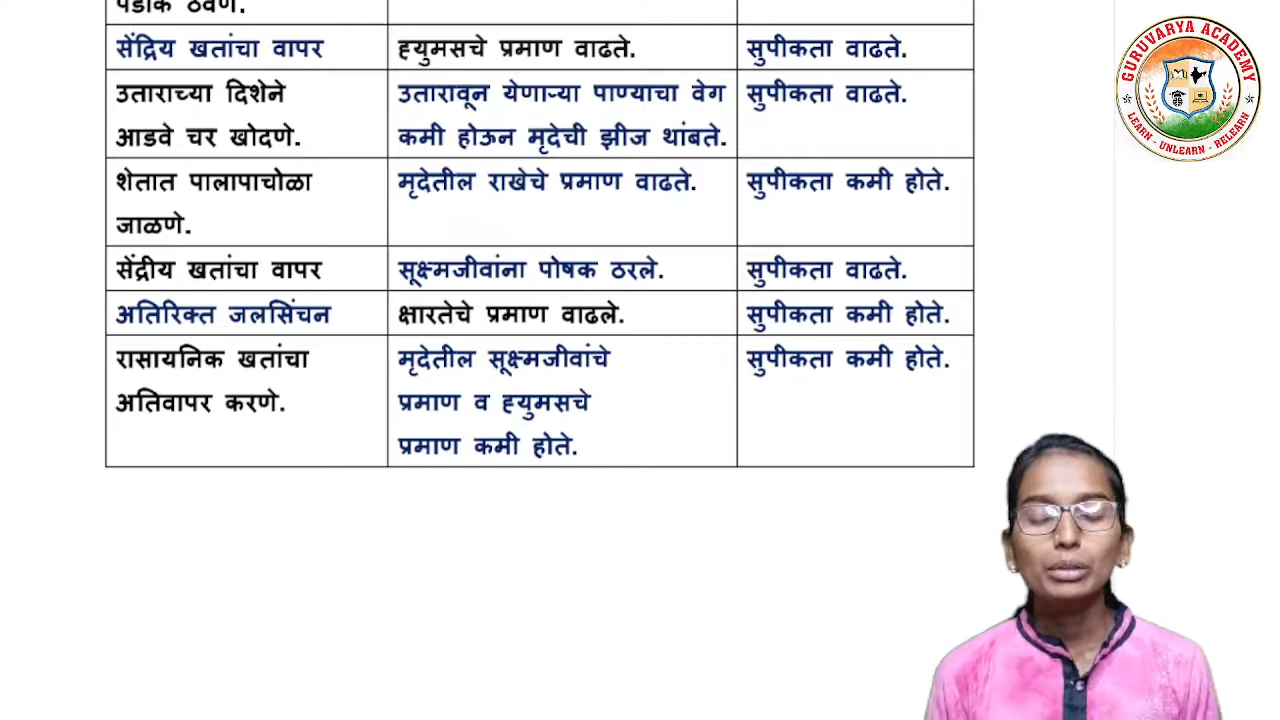 ठेवणे.
सेंद्रिय खतांचा वापर ह्युमसचे प्रमाण वाढते. सुपीकता वाढते.
उताराच्या दिशेने उतारावून येणाऱ्या पाण्याचा वेग सुपीकता वाढते.
आडवे चर खोदणे. कमी होऊन मृदेची झीज थांबते.
शेतात पालापाचोळा मृदेतील राखेचे प्रमाण वाढते. सुपीकता कमी होते.
जाळणे.
सेंद्रीय खतांचा वापर सूक्ष्मजीवांना पोषक ठरले. सुपीकता वाढते.
अतिरिक्त जलसिंचन क्षारतेचे प्रमाण वाढले. सुपीकता कमी होते.
रासायनिक खतांचा मृदेतील सूक्ष्मजीवांचे सुपीकता कमी होते.
अतिवापर करणे. प्रमाण व ह्युमसचे
प्रमाण कमी होते.
GURUVARYA ACADEMY
LEARN - UNLEARN - RELEARN